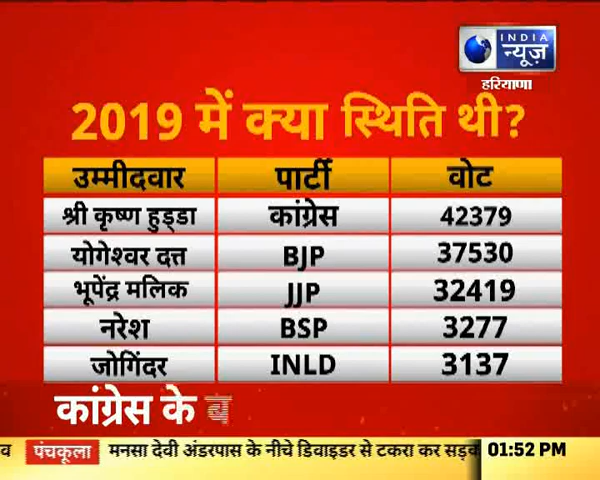 INDIA
न्यूज़
हरियाणा
2019 में क्या स्थिति थी?
उम्मीदवार पार्टी वोट
श्री कृष्ण हुड्डा कांग्रेस 42379
योगेश्वर दत्त BJP 37530
भूपेंद्र मलिक JJP 32419
नरेश BSP 3277
जोगिंदर INLD 3137
कांग्रेस के
व पंचकूला मनसा देवी अंडरपास के नीचे डिवाइडर से टकरा कर सड़क 01:52 PM